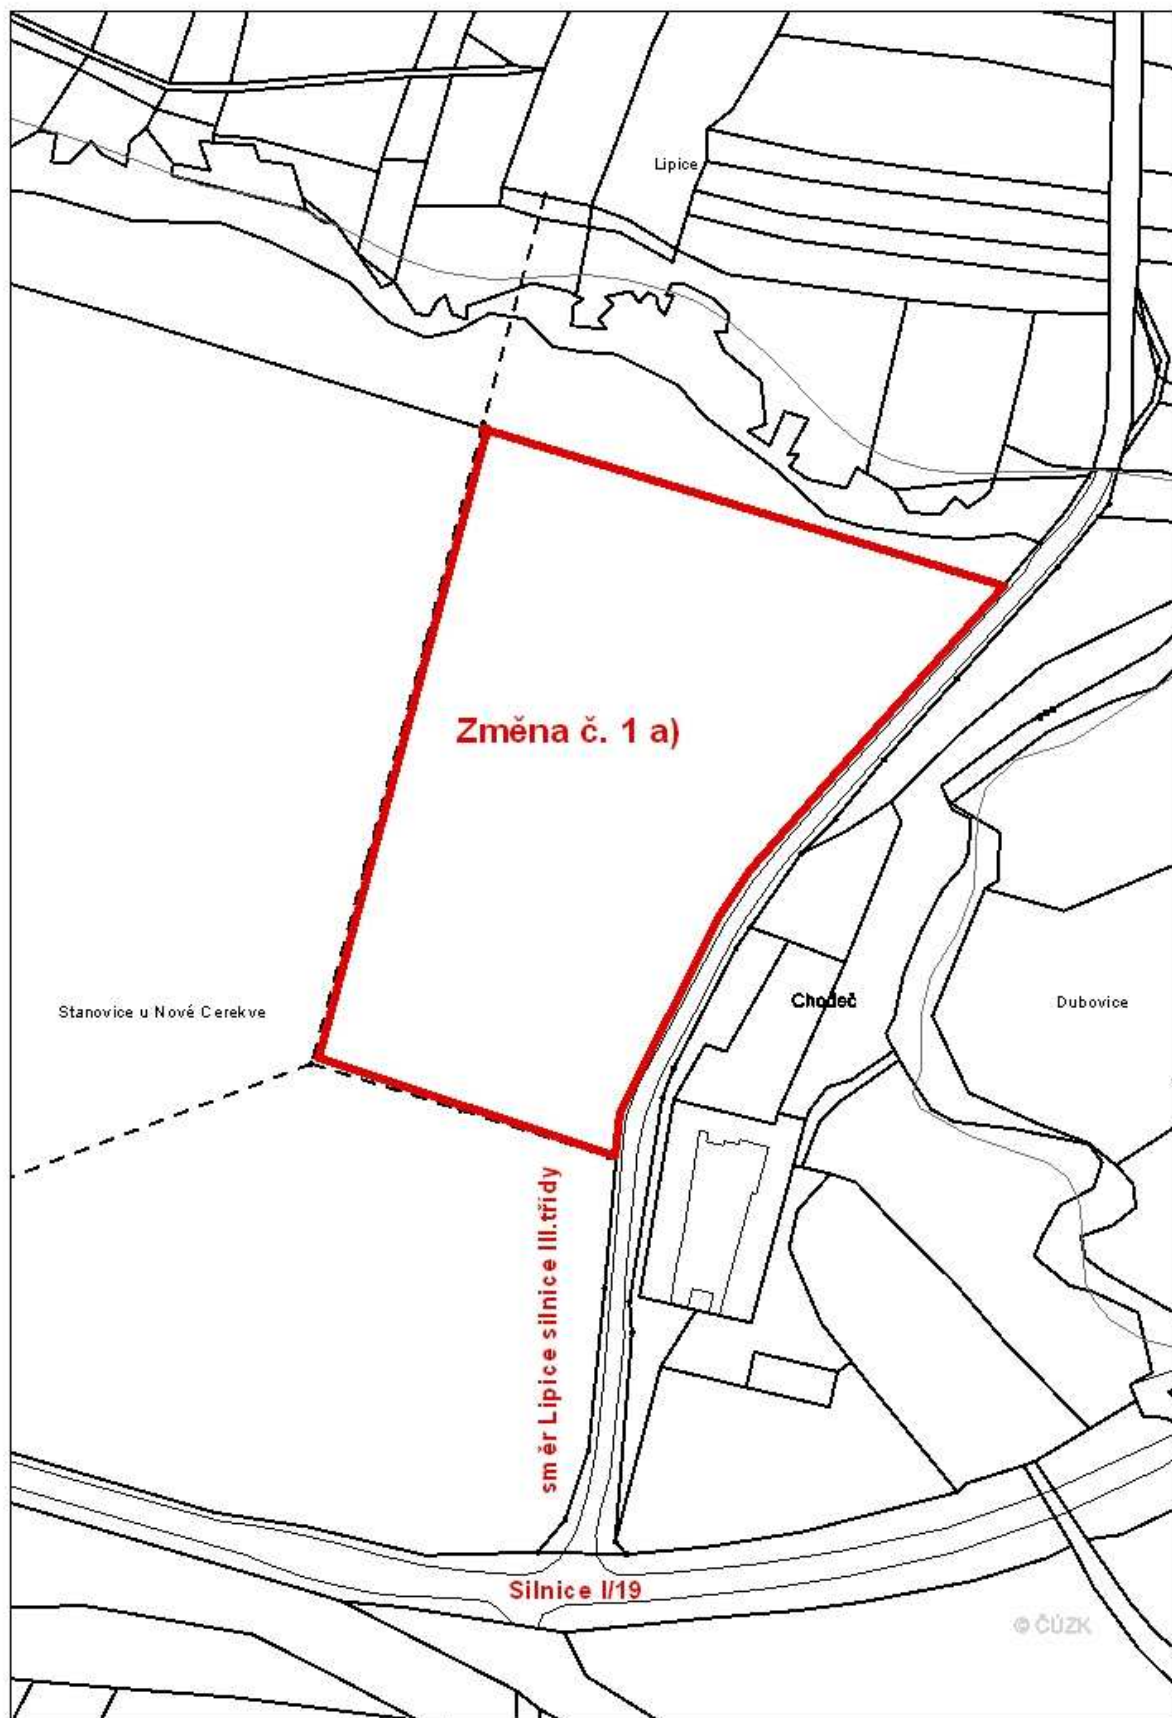 Lipice
Změna č. 1 a)
Chodeč
Dubovice
Stanovice u Nové Cerekve
směr Lipice silnice III.třídy
Silnice I/19
© ČÚZK